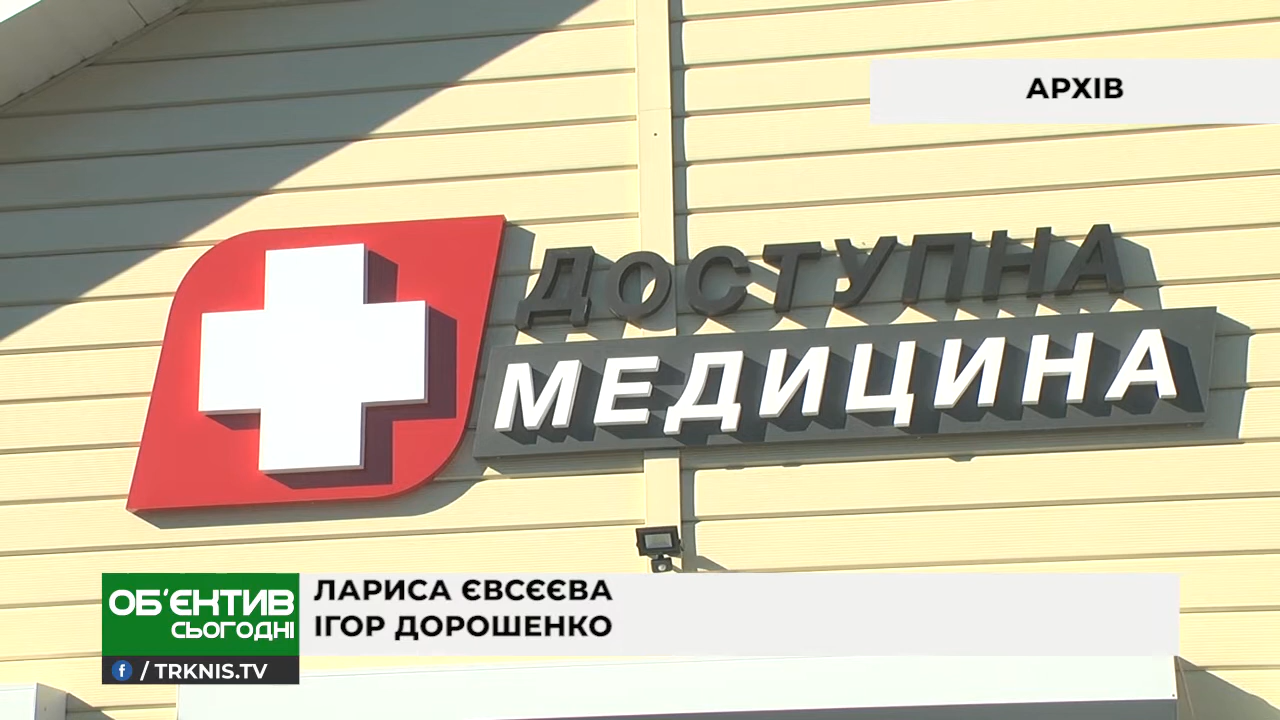 АРХІВ
ДОСТУПНА
МЕДИЦИНА
ЛАРИСА ЄВСЄЄВА
ІГОР ДОРОШЕНКО
ОБ'ЄКТИВ
СЬОГОДНІ
f / TRKNIS.TV